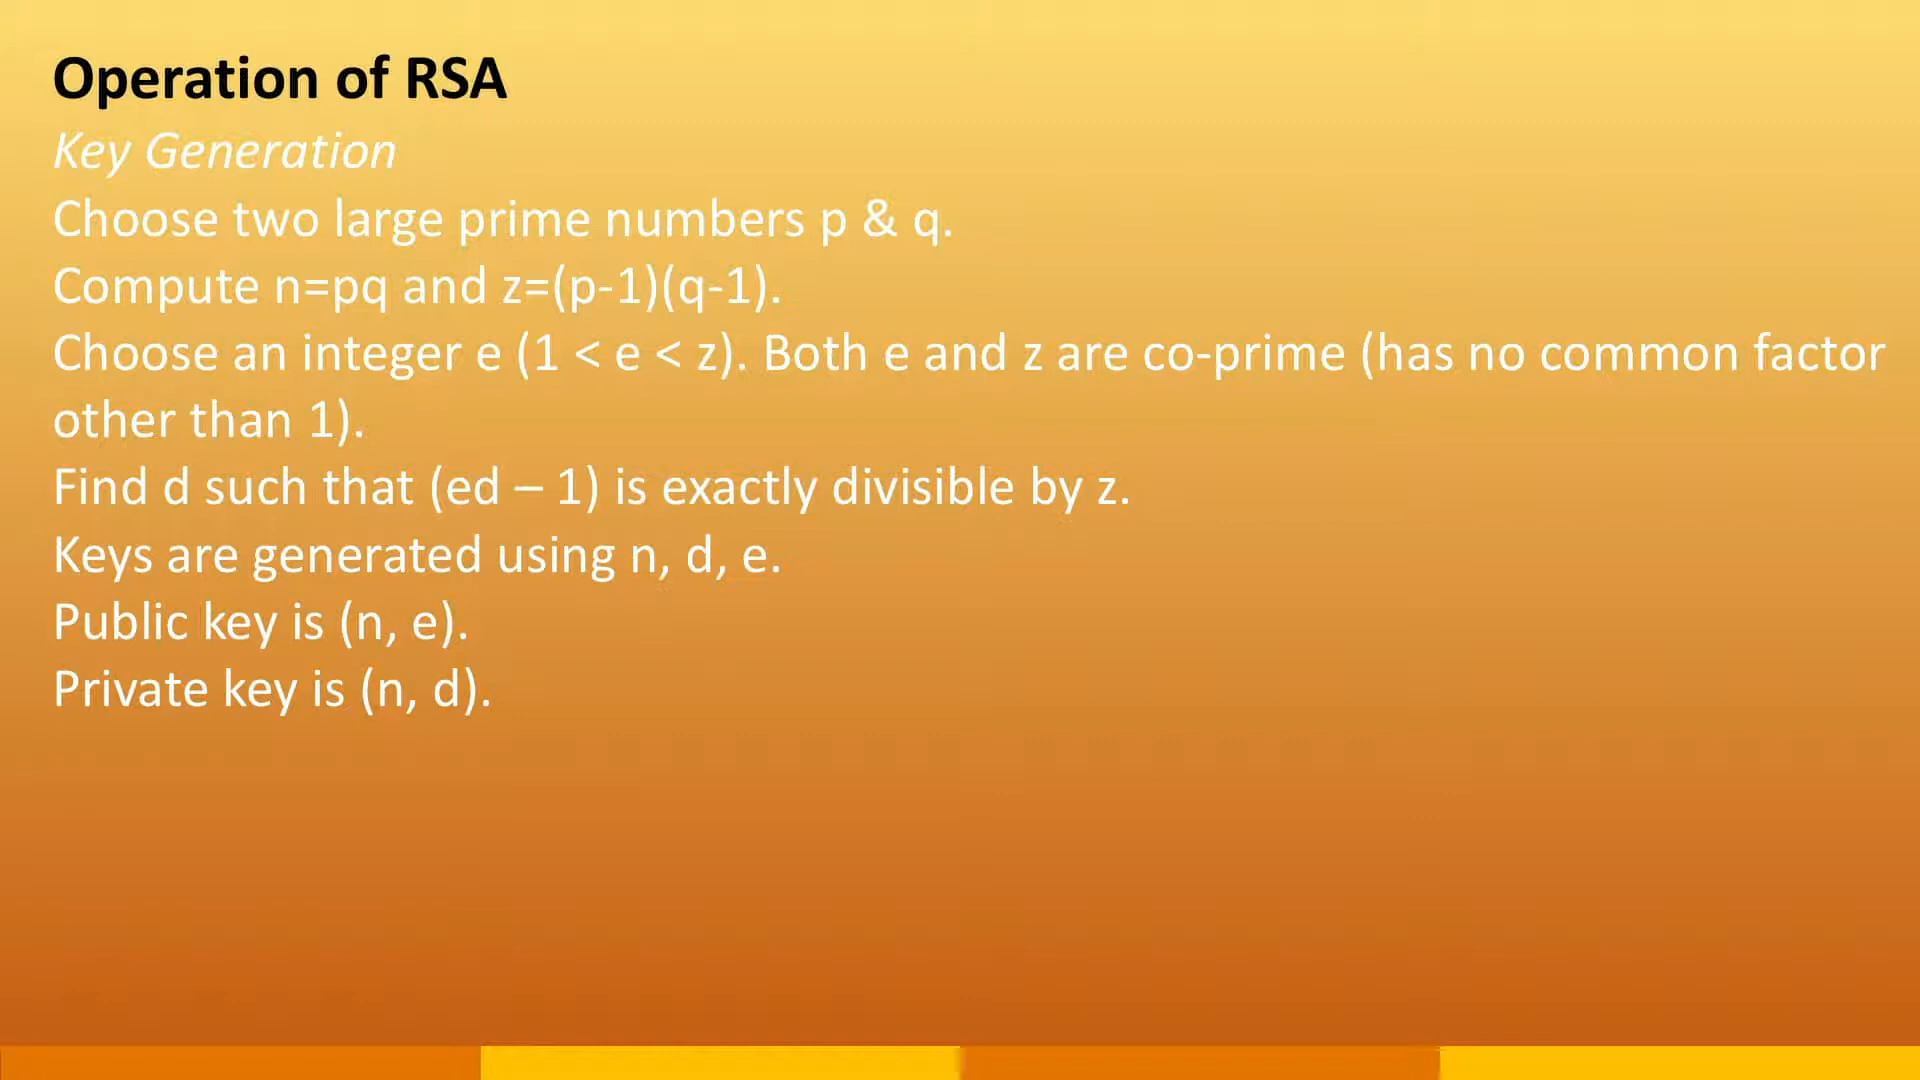 Operation of RSA
Key Generation
Choose two large prime numbers p & q.
Compute n=pq and z=(p-1)(q-1).
Choose an integer e (1 < e < z). Both e and z are co-prime (has no common factor
other than 1).
Find d such that (ed – 1) is exactly divisible by z.
Keys are generated using n, d, e.
Public key is (n, e).
Private key is (n, d).